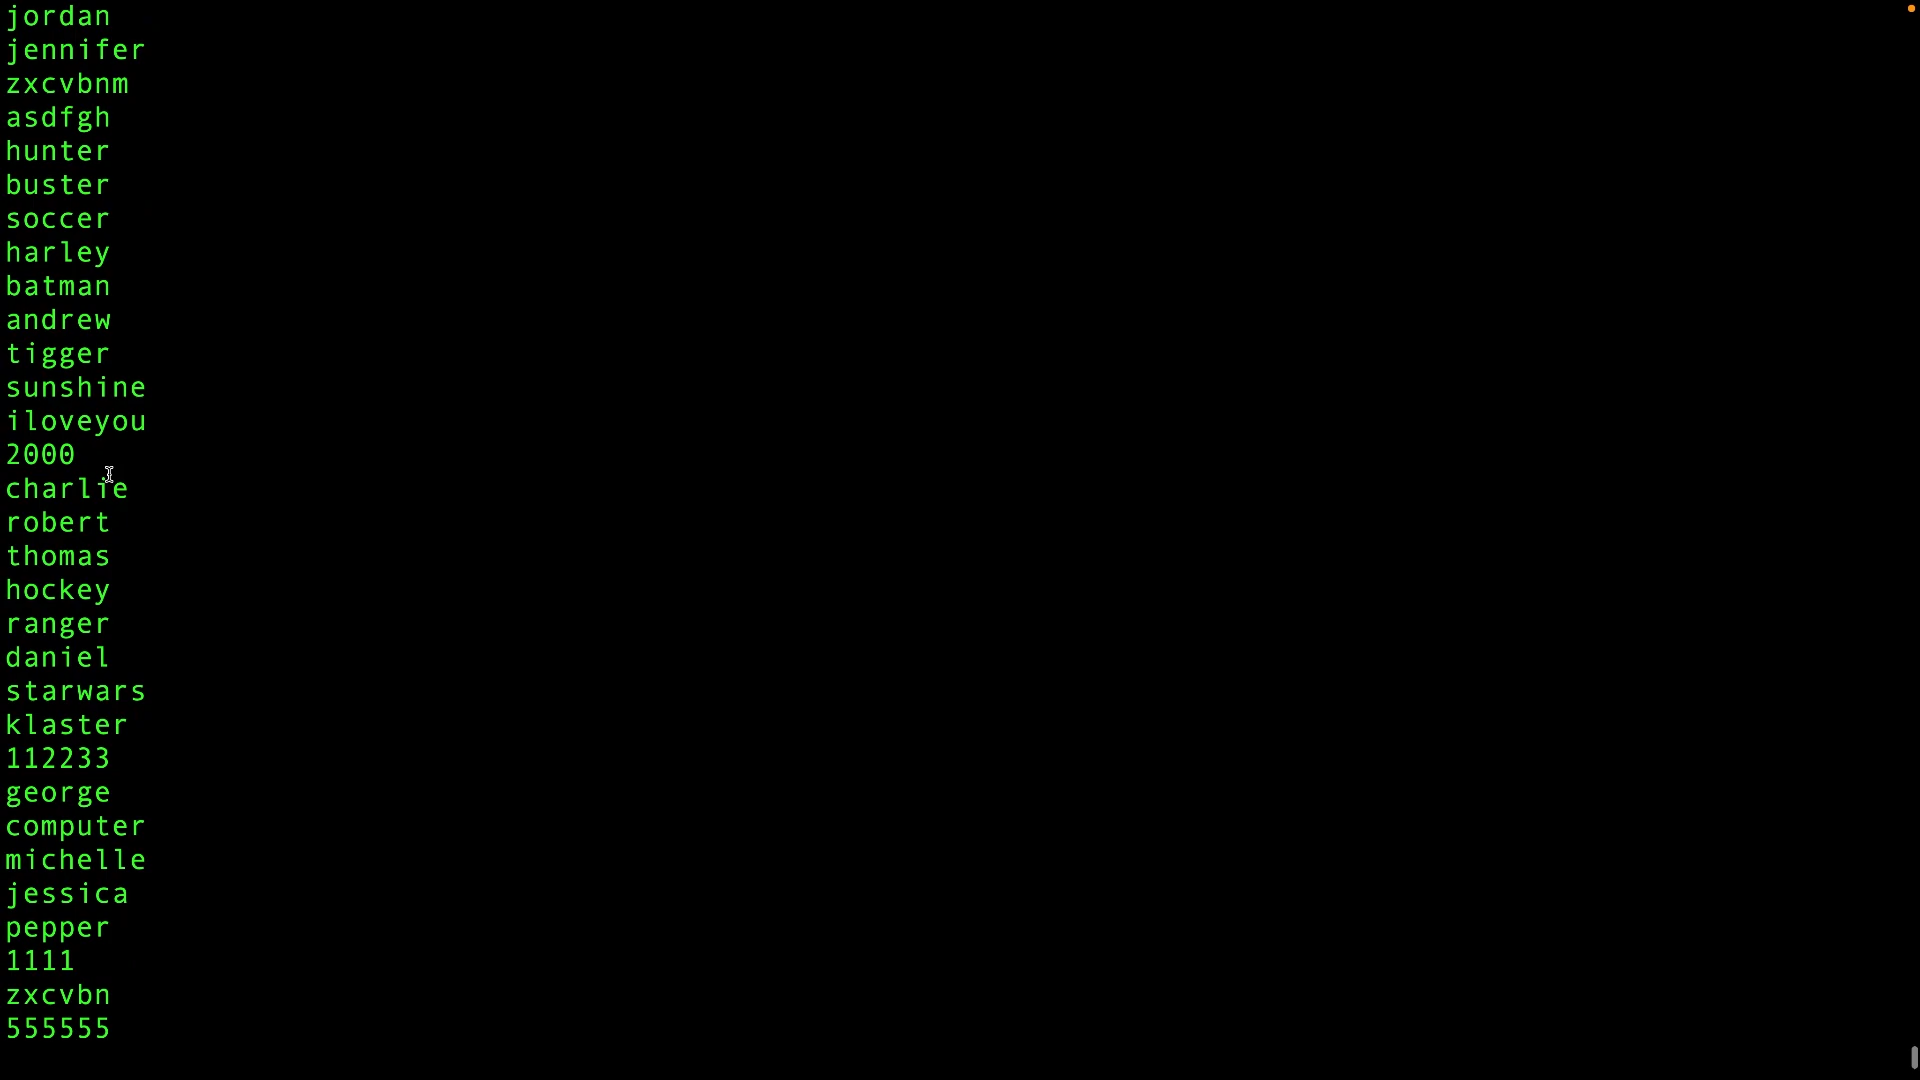 jordan
jennifer
zxcvbnm
asdfgh
hunter
buster
soccer
harley
batman
andrew
tigger
sunshine
iloveyou
2000
charlie
robert
thomas
hockey
ranger
daniel
starwars
klaster
112233
george
computer
michelle
jessica
pepper
1111
zxcvbn
555555